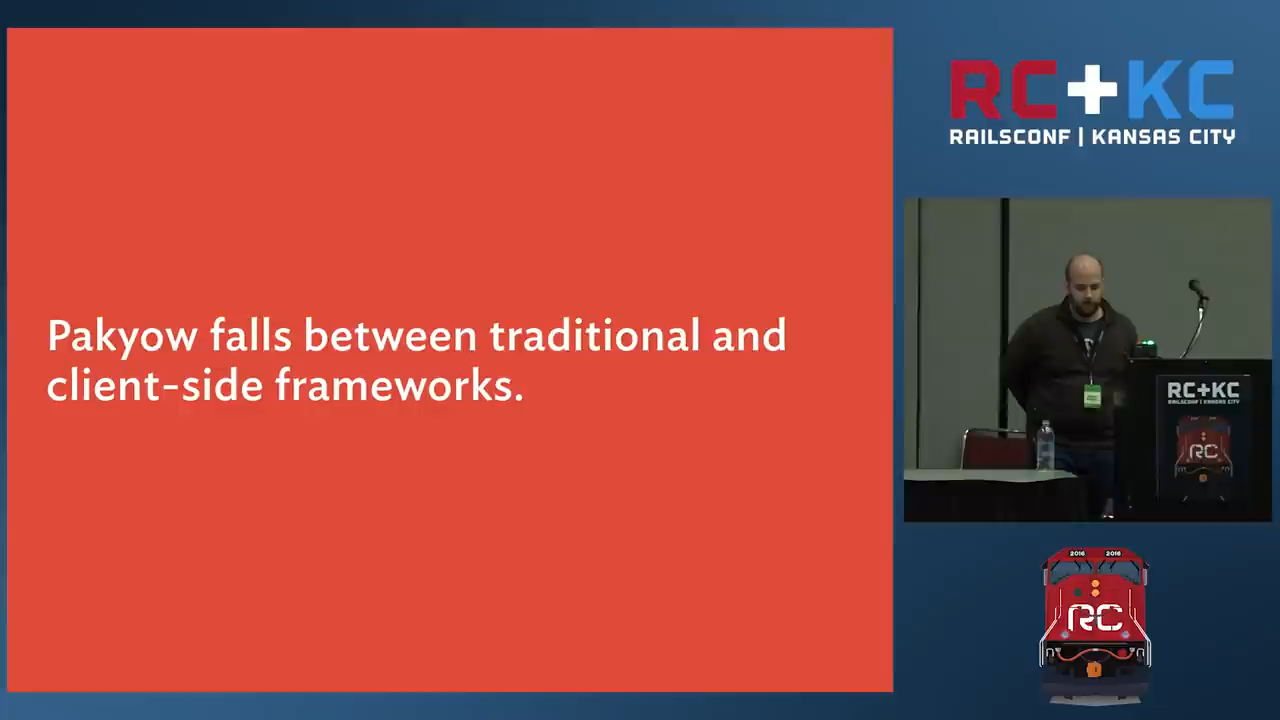 Pakyow falls between traditional and
client-side frameworks.
RC+KC
RAILSCONF | KANSAS CITY
RC+KC
RAILSCONF | KANSAS CITY
RC
2016 2016
RC